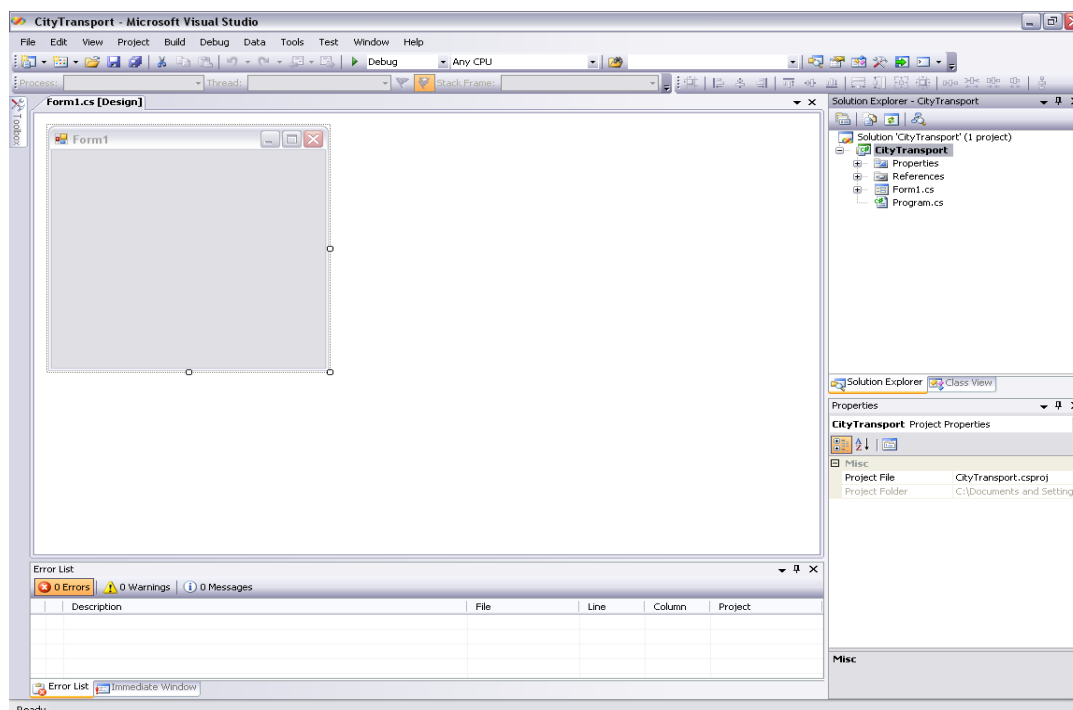 CityTransport - Microsoft Visual Studio
File Edit View Project Build Debug Data Tools Test Window Help
Debug Any CPU
Process: Thread: Stack Frame:
Toolbox
Form1.cs [Design]
Form1
Solution Explorer - CityTransport
Solution 'CityTransport' (1 project)
CityTransport
Properties
References
Form1.cs
Program.cs
Solution Explorer Class View
Properties
CityTransport Project Properties
Misc
Project File CityTransport.csproj
Project Folder C:\Documents and Setting
Misc
Error List
0 Errors 0 Warnings 0 Messages
Description File Line Column Project
Error List Immediate Window
Ready